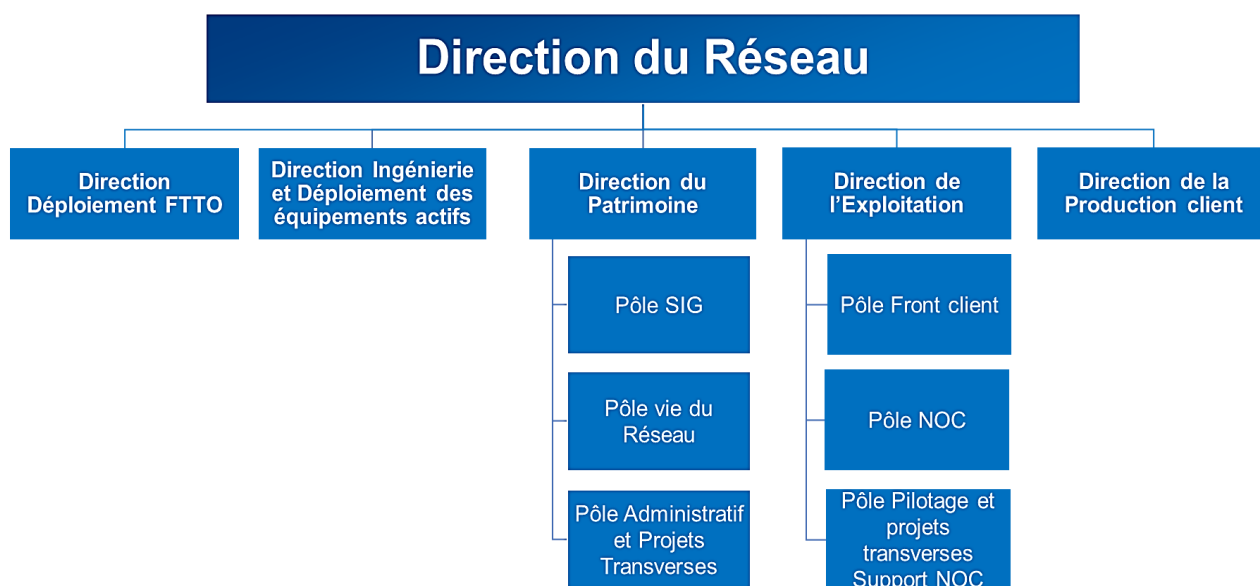 Direction du Réseau
Direction
Déploiement FTTO
Direction Ingénierie
et Déploiement des
équipements actifs
Direction du
Patrimoine
Direction de
l’Exploitation
Direction de la
Production client
Pôle SIG
Pôle vie du
Réseau
Pôle Administratif
et Projets
Transverses
Pôle Front client
Pôle NOC
Pôle Pilotage et
projets
transverses
Support NOC